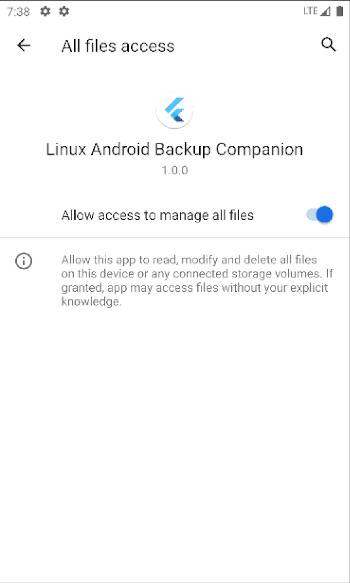 7:38 LTE
All files access
Linux Android Backup Companion
1.0.0
Allow access to manage all files
Allow this app to read, modify and delete all files
on this device or any connected storage volumes. If
granted, app may access files without your explicit
knowledge.